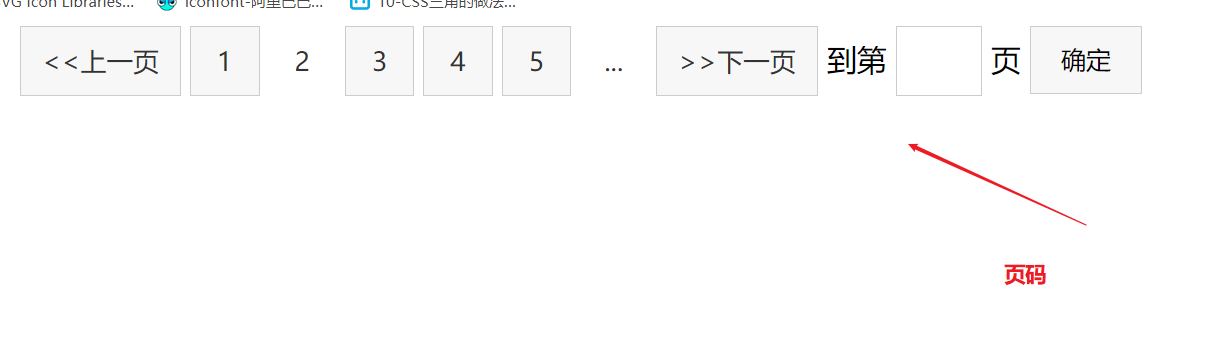 SVG Icon Libraries... Iconfont-阿里巴巴... 10-CSS三角的做法...
<<上一页 1 2 3 4 5 ... >>下一页 到第 页 确定
页码